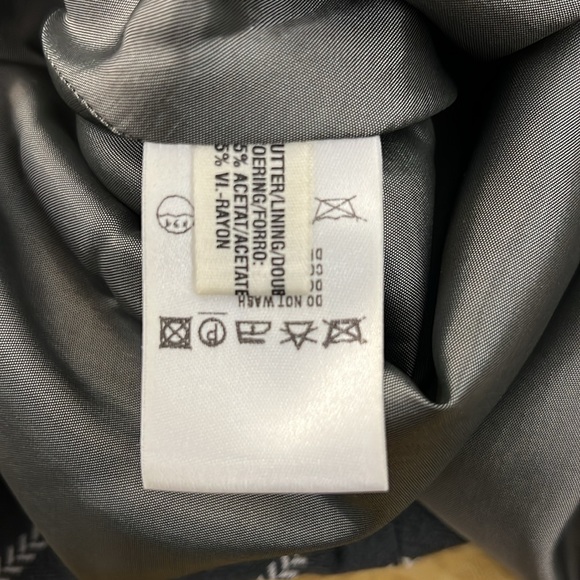 UTTER/LINING/DOUB
OERING/FORRO:
5% ACETAT/ACETATE
5% VI.-RAYON
P
DO NOT WASH